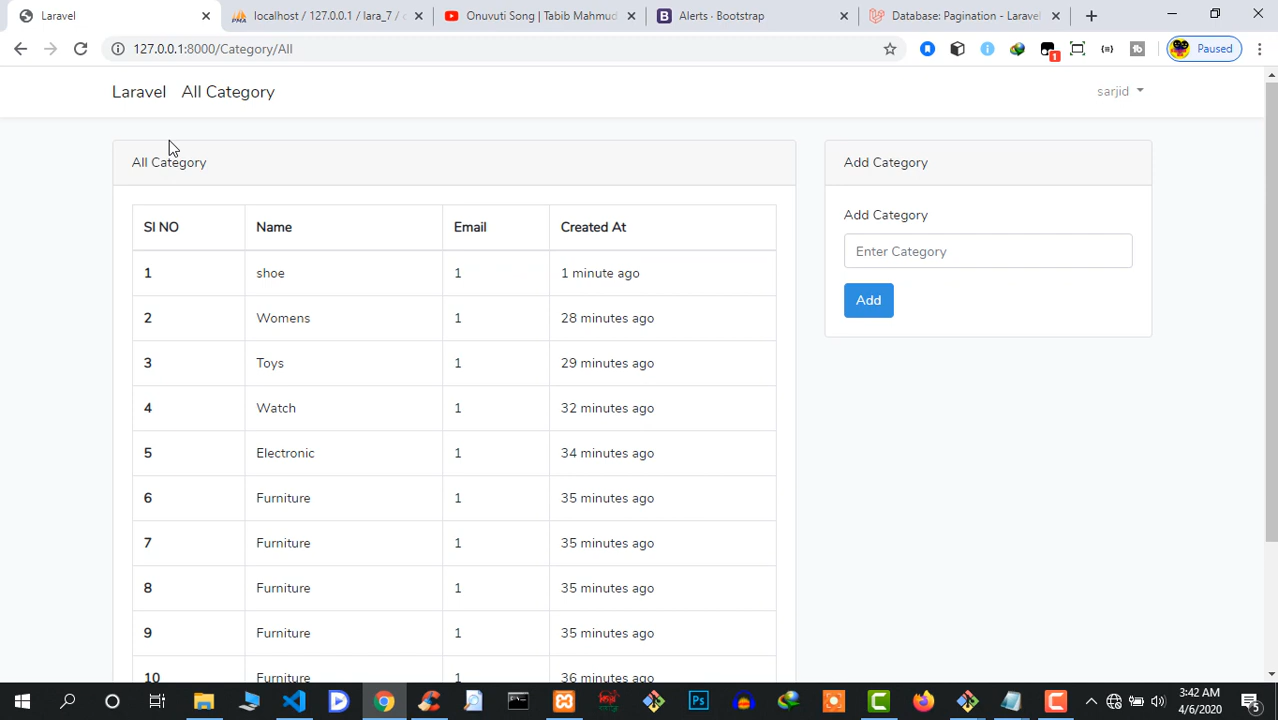 Laravel
localhost / 127.0.0.1 / lara_7 /
Onuvuti Song | Tabib Mahmud
Alerts · Bootstrap
Database: Pagination - Laravel
127.0.0.1:8000/Category/All
1
Paused
Laravel All Category
sarjid
All Category
Sl NO Name Email Created At
1 shoe 1 1 minute ago
2 Womens 1 28 minutes ago
3 Toys 1 29 minutes ago
4 Watch 1 32 minutes ago
5 Electronic 1 34 minutes ago
6 Furniture 1 35 minutes ago
7 Furniture 1 35 minutes ago
8 Furniture 1 35 minutes ago
9 Furniture 1 35 minutes ago
10 Furniture 1 36 minutes ago
Add Category
Add Category
Enter Category
Add
Ps
3:42 AM
4/6/2020
5